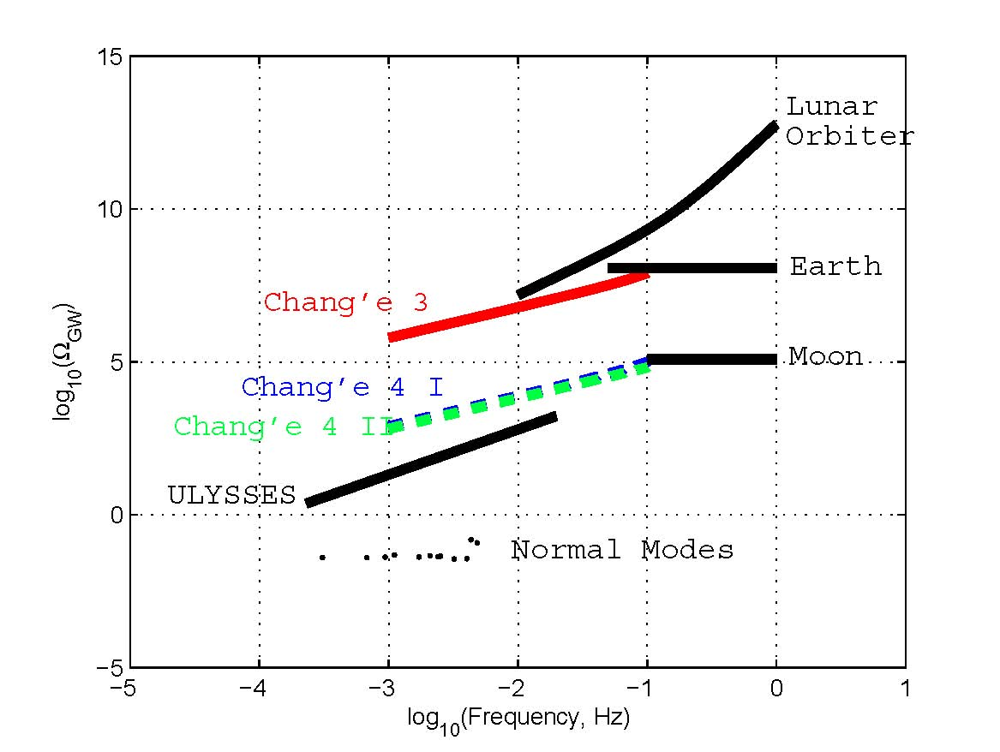 15
10
5
0
−5
−5
−4
−3
−2
−1
0
1
log10(ΩGW)
log10(Frequency, Hz)
Lunar
Orbiter
Earth
Chang'e 3
Moon
Chang'e 4 I
Chang'e 4 II
ULYSSES
Normal Modes